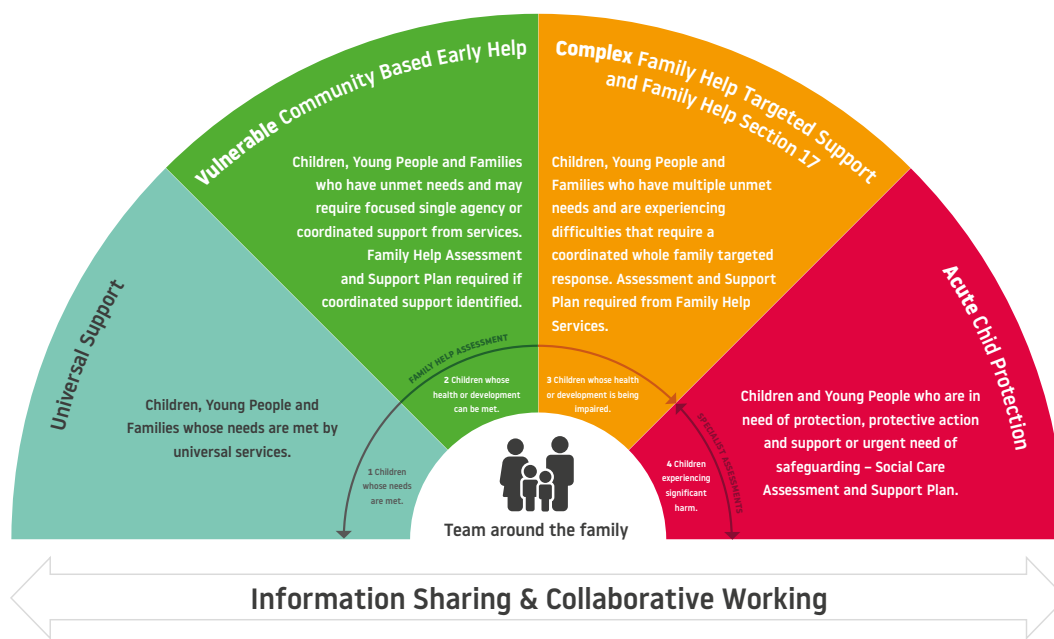 Universal Support
Children, Young People and
Families whose needs are met by
universal services.
1 Children
whose needs
are met.
Vulnerable Community Based Early Help
Children, Young People and Families
who have unmet needs and may
require focused single agency or
coordinated support from services.
Family Help Assessment
and Support Plan required if
coordinated support identified.
FAMILY HELP ASSESSMENT
2 Children whose
health or development
can be met.
Complex Family Help Targeted Support
and Family Help Section 17
Children, Young People and
Families who have multiple unmet
needs and are experiencing
difficulties that require a
coordinated whole family targeted
response. Assessment and Support
Plan required from Family Help
Services.
3 Children whose health
or development is being
impaired.
Acute Chid Protection
Children and Young People who are in
need of protection, protective action
and support or urgent need of
safeguarding – Social Care
Assessment and Support Plan.
SPECIALIST ASSESSMENTS
4 Children
experiencing
significant
harm.
Team around the family
Information Sharing & Collaborative Working